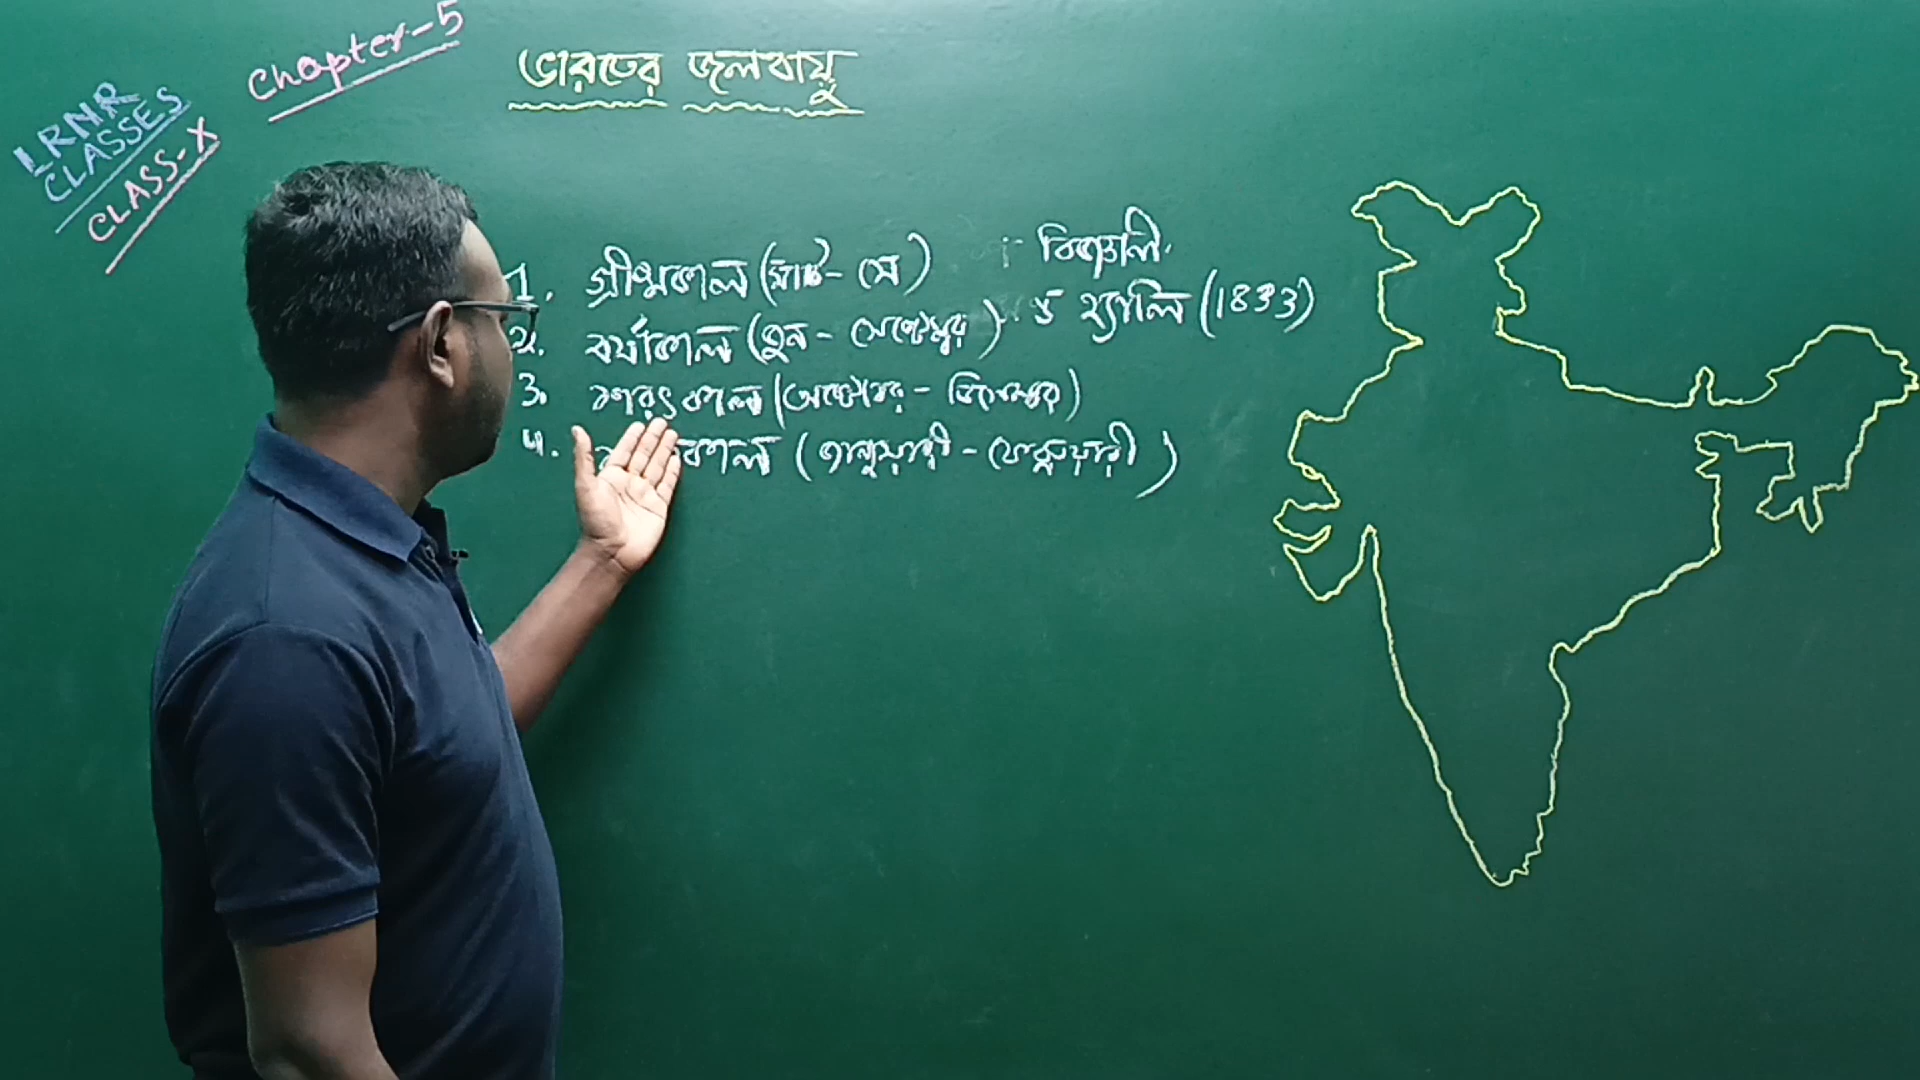 LRNR
CLASSES
CLASS-X
Chapter-5
ভারতের জলবায়ু
1. গ্রীষ্মকাল (মার্চ - মে)
2. বর্ষাকাল (জুন - সেপ্টেম্বর)
3. শরৎকাল (অক্টোবর - ডিসেম্বর)
4. কাল (জানুয়ারী - ফেব্রুয়ারী)
হ্যালি (1833)